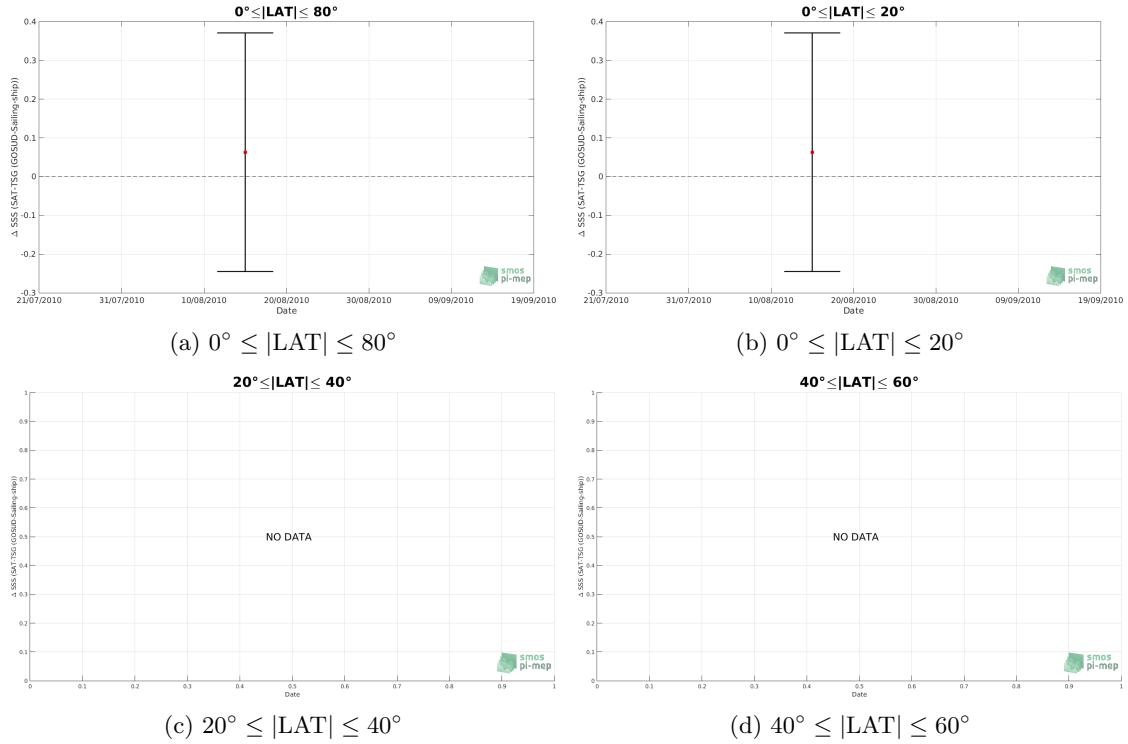 0°≤|LAT|≤ 80°
Δ SSS (SAT-TSG (GOSUD-Sailing-ship))
0.4
0.3
0.2
0.1
0
-0.1
-0.2
-0.3
21/07/2010 31/07/2010 10/08/2010 20/08/2010 30/08/2010 09/09/2010 19/09/2010
Date
smos
pi-mep
(a) 0° ≤ |LAT| ≤ 80°
0°≤|LAT|≤ 20°
Δ SSS (SAT-TSG (GOSUD-Sailing-ship))
0.4
0.3
0.2
0.1
0
-0.1
-0.2
-0.3
21/07/2010 31/07/2010 10/08/2010 20/08/2010 30/08/2010 09/09/2010 19/09/2010
Date
smos
pi-mep
(b) 0° ≤ |LAT| ≤ 20°
20°≤|LAT|≤ 40°
Δ SSS (SAT-TSG (GOSUD-Sailing-ship))
1
0.9
0.8
0.7
0.6
0.5
0.4
0.3
0.2
0.1
0
NO DATA
0 0.1 0.2 0.3 0.4 0.5 0.6 0.7 0.8 0.9 1
Date
smos
pi-mep
(c) 20° ≤ |LAT| ≤ 40°
40°≤|LAT|≤ 60°
Δ SSS (SAT-TSG (GOSUD-Sailing-ship))
1
0.9
0.8
0.7
0.6
0.5
0.4
0.3
0.2
0.1
0
NO DATA
0 0.1 0.2 0.3 0.4 0.5 0.6 0.7 0.8 0.9 1
Date
smos
pi-mep
(d) 40° ≤ |LAT| ≤ 60°